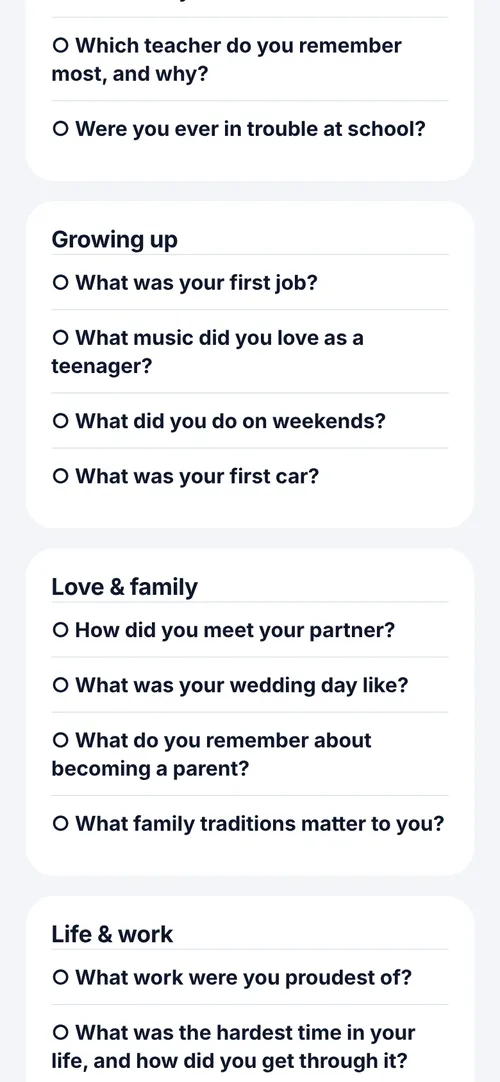 ○ Which teacher do you remember
most, and why?
○ Were you ever in trouble at school?
Growing up
○ What was your first job?
○ What music did you love as a
teenager?
○ What did you do on weekends?
○ What was your first car?
Love & family
○ How did you meet your partner?
○ What was your wedding day like?
○ What do you remember about
becoming a parent?
○ What family traditions matter to you?
Life & work
○ What work were you proudest of?
○ What was the hardest time in your
life, and how did you get through it?